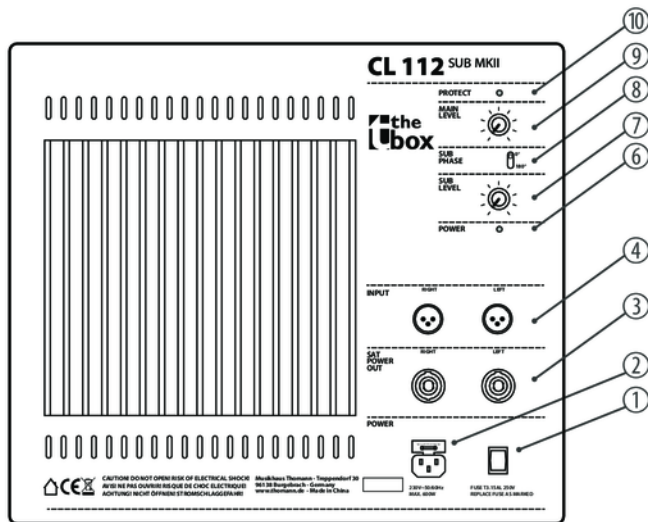 10
CL 112 SUB MKII
9
PROTECT
MAIN
LEVEL
8
the
box
7
SUB
PHASE
0°
180°
6
SUB
LEVEL
POWER
4
INPUT
RIGHT LEFT
3
SAT
POWER
OUT
RIGHT LEFT
2
POWER
1
CAUTION! DO NOT OPEN! RISK OF ELECTRICAL SHOCK!
AVIS! NE PAS OUVRIR! RISQUE DE CHOC ELECTRIQUE!
ACHTUNG! NICHT ÖFFNEN! STROMSCHLAGGEFAHR!
Musikhaus Thomann - Treppendorf 30
96138 Burgebrach - Germany
www.thomann.de - Made in China
230V~50/60Hz
MAX. 600W
FUSE T3.15AL 250V
REPLACE FUSE AS MARKED
CE